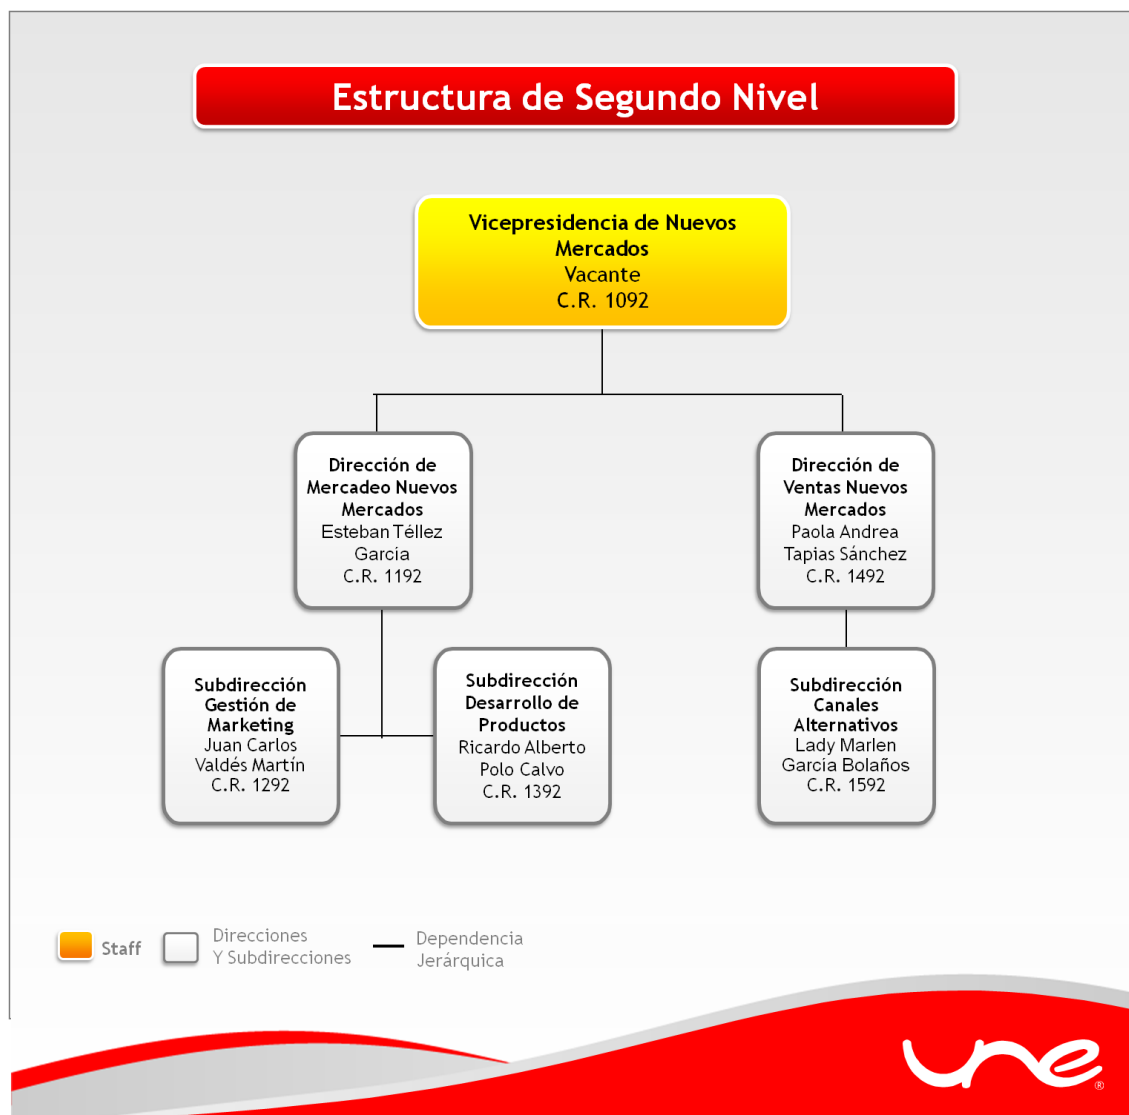 Estructura de Segundo Nivel
Vicepresidencia de Nuevos
Mercados
Vacante
C.R. 1092
Dirección de
Mercadeo Nuevos
Mercados
Esteban Téllez
García
C.R. 1192
Dirección de
Ventas Nuevos
Mercados
Paola Andrea
Tapias Sánchez
C.R. 1492
Subdirección
Gestión de
Marketing
Juan Carlos
Valdés Martín
C.R. 1292
Subdirección
Desarrollo de
Productos
Ricardo Alberto
Polo Calvo
C.R. 1392
Subdirección
Canales
Alternativos
Lady Marlen
García Bolaños
C.R. 1592
Staff
Direcciones
Y Subdirecciones
Dependencia
Jerárquica
une®